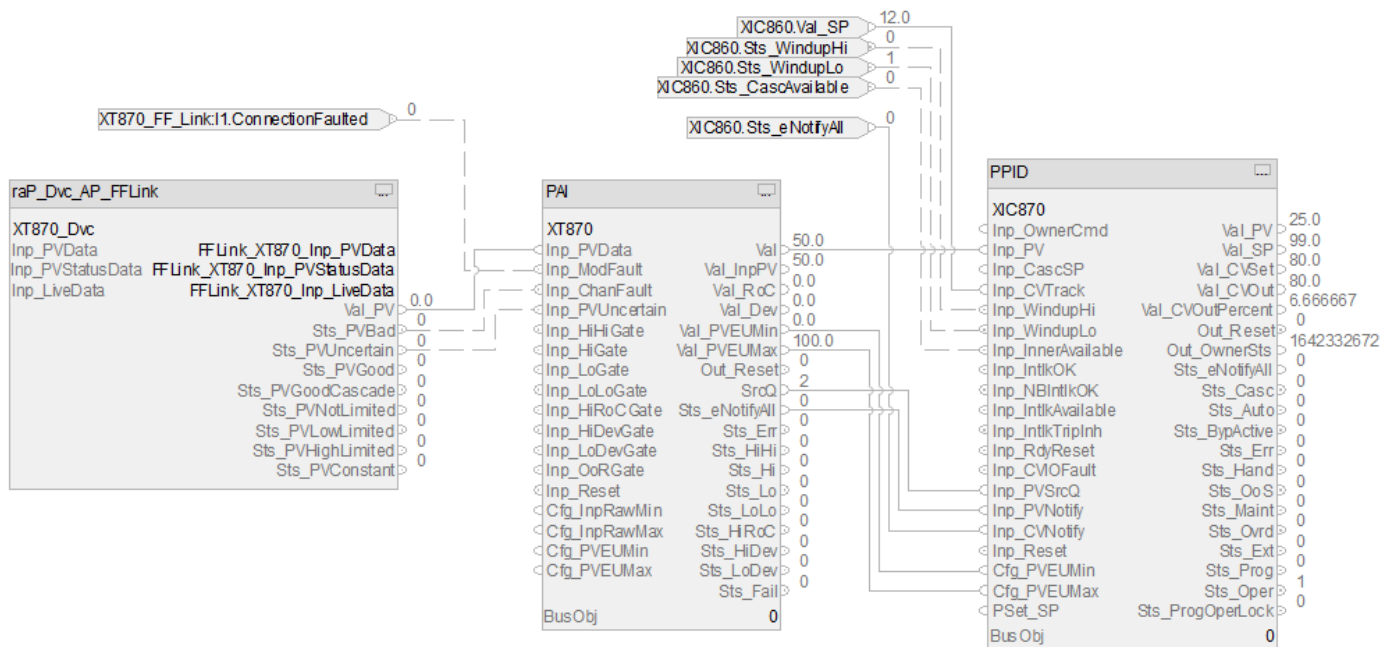 XIC860.Val_SP 12.0
XIC860.Sts_WindupHi 0
XIC860.Sts_WindupLo 1
XIC860.Sts_CascAvailable 0
XT870_FF_Link:I1.ConnectionFaulted 0
XIC860.Sts_eNotifyAll 0
raP_Dvc_AP_FFLink ...
XT870_Dvc
Inp_PVData FFLink_XT870_Inp_PVData
Inp_PVStatusData FFLink_XT870_Inp_PVStatusData
Inp_LiveData FFLink_XT870_Inp_LiveData
Val_PV 0.0
Sts_PVBad 0
Sts_PVUncertain 0
Sts_PVGood 0
Sts_PVGoodCascade 0
Sts_PVNotLimited 0
Sts_PVLowLimited 0
Sts_PVHighLimited 0
Sts_PVConstant 0
PAI ...
XT870
Inp_PVData Val 50.0
Inp_ModFault Val_InpPV 50.0
Inp_ChanFault Val_RoC 0.0
Inp_PVUncertain Val_Dev 0.0
Inp_HiHiGate Val_PVEUMin 0.0
Inp_HiGate Val_PVEUMax 100.0
Inp_LoGate Out_Reset 0
Inp_LoLoGate SrcQ 2
Inp_HiRoCGate Sts_eNotifyAll 0
Inp_HiDevGate Sts_Err 0
Inp_LoDevGate Sts_HiHi 0
Inp_OoRGate Sts_Hi 0
Inp_Reset Sts_Lo 0
Cfg_InpRawMin Sts_LoLo 0
Cfg_InpRawMax Sts_HiRoC 0
Cfg_PVEUMin Sts_HiDev 0
Cfg_PVEUMax Sts_LoDev 0
Sts_Fail 0
BusObj 0
PPID ...
XIC870
Inp_OwnerCmd Val_PV 25.0
Inp_PV Val_SP 99.0
Inp_CascSP Val_CVSet 80.0
Inp_CVTrack Val_CVOut 80.0
Inp_WindupHi Val_CVOutPercent 6.666667
Inp_WindupLo Out_Reset 0
Inp_InnerAvailable Out_OwnerSts 1642332672
Inp_IntlkOK Sts_eNotifyAll 0
Inp_NBIntlkOK Sts_Casc 0
Inp_IntlkAvailable Sts_Auto 0
Inp_IntlkTripInh Sts_BypActive 0
Inp_RdyReset Sts_Err 0
Inp_CVIOFault Sts_Hand 0
Inp_PVSrcQ Sts_OoS 0
Inp_PVNotify Sts_Maint 0
Inp_CVNotify Sts_Ovrd 0
Inp_Reset Sts_Ext 0
Cfg_PVEUMin Sts_Prog 0
Cfg_PVEUMax Sts_Oper 1
PSet_SP Sts_ProgOperLock 0
BusObj 0